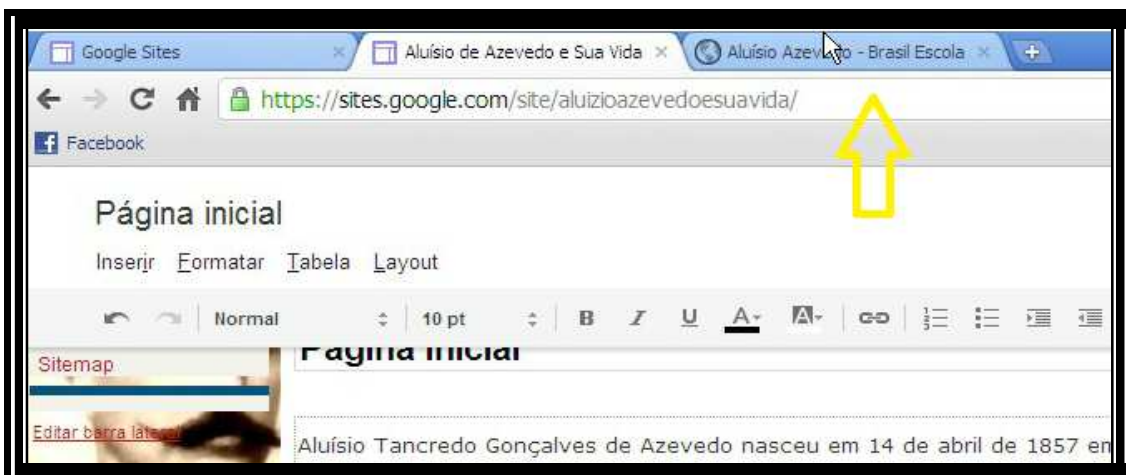 Google Sites
Aluísio de Azevedo e Sua Vida
Aluísio Azevedo - Brasil Escola
https://sites.google.com/site/aluizioazevedoesuavida/
Facebook
Página inicial
Inserir Formatar Tabela Layout
Normal 10 pt B I U A A
Página inicial
Sitemap
Editar barra lateral
Aluísio Tancredo Gonçalves de Azevedo nasceu em 14 de abril de 1857 em